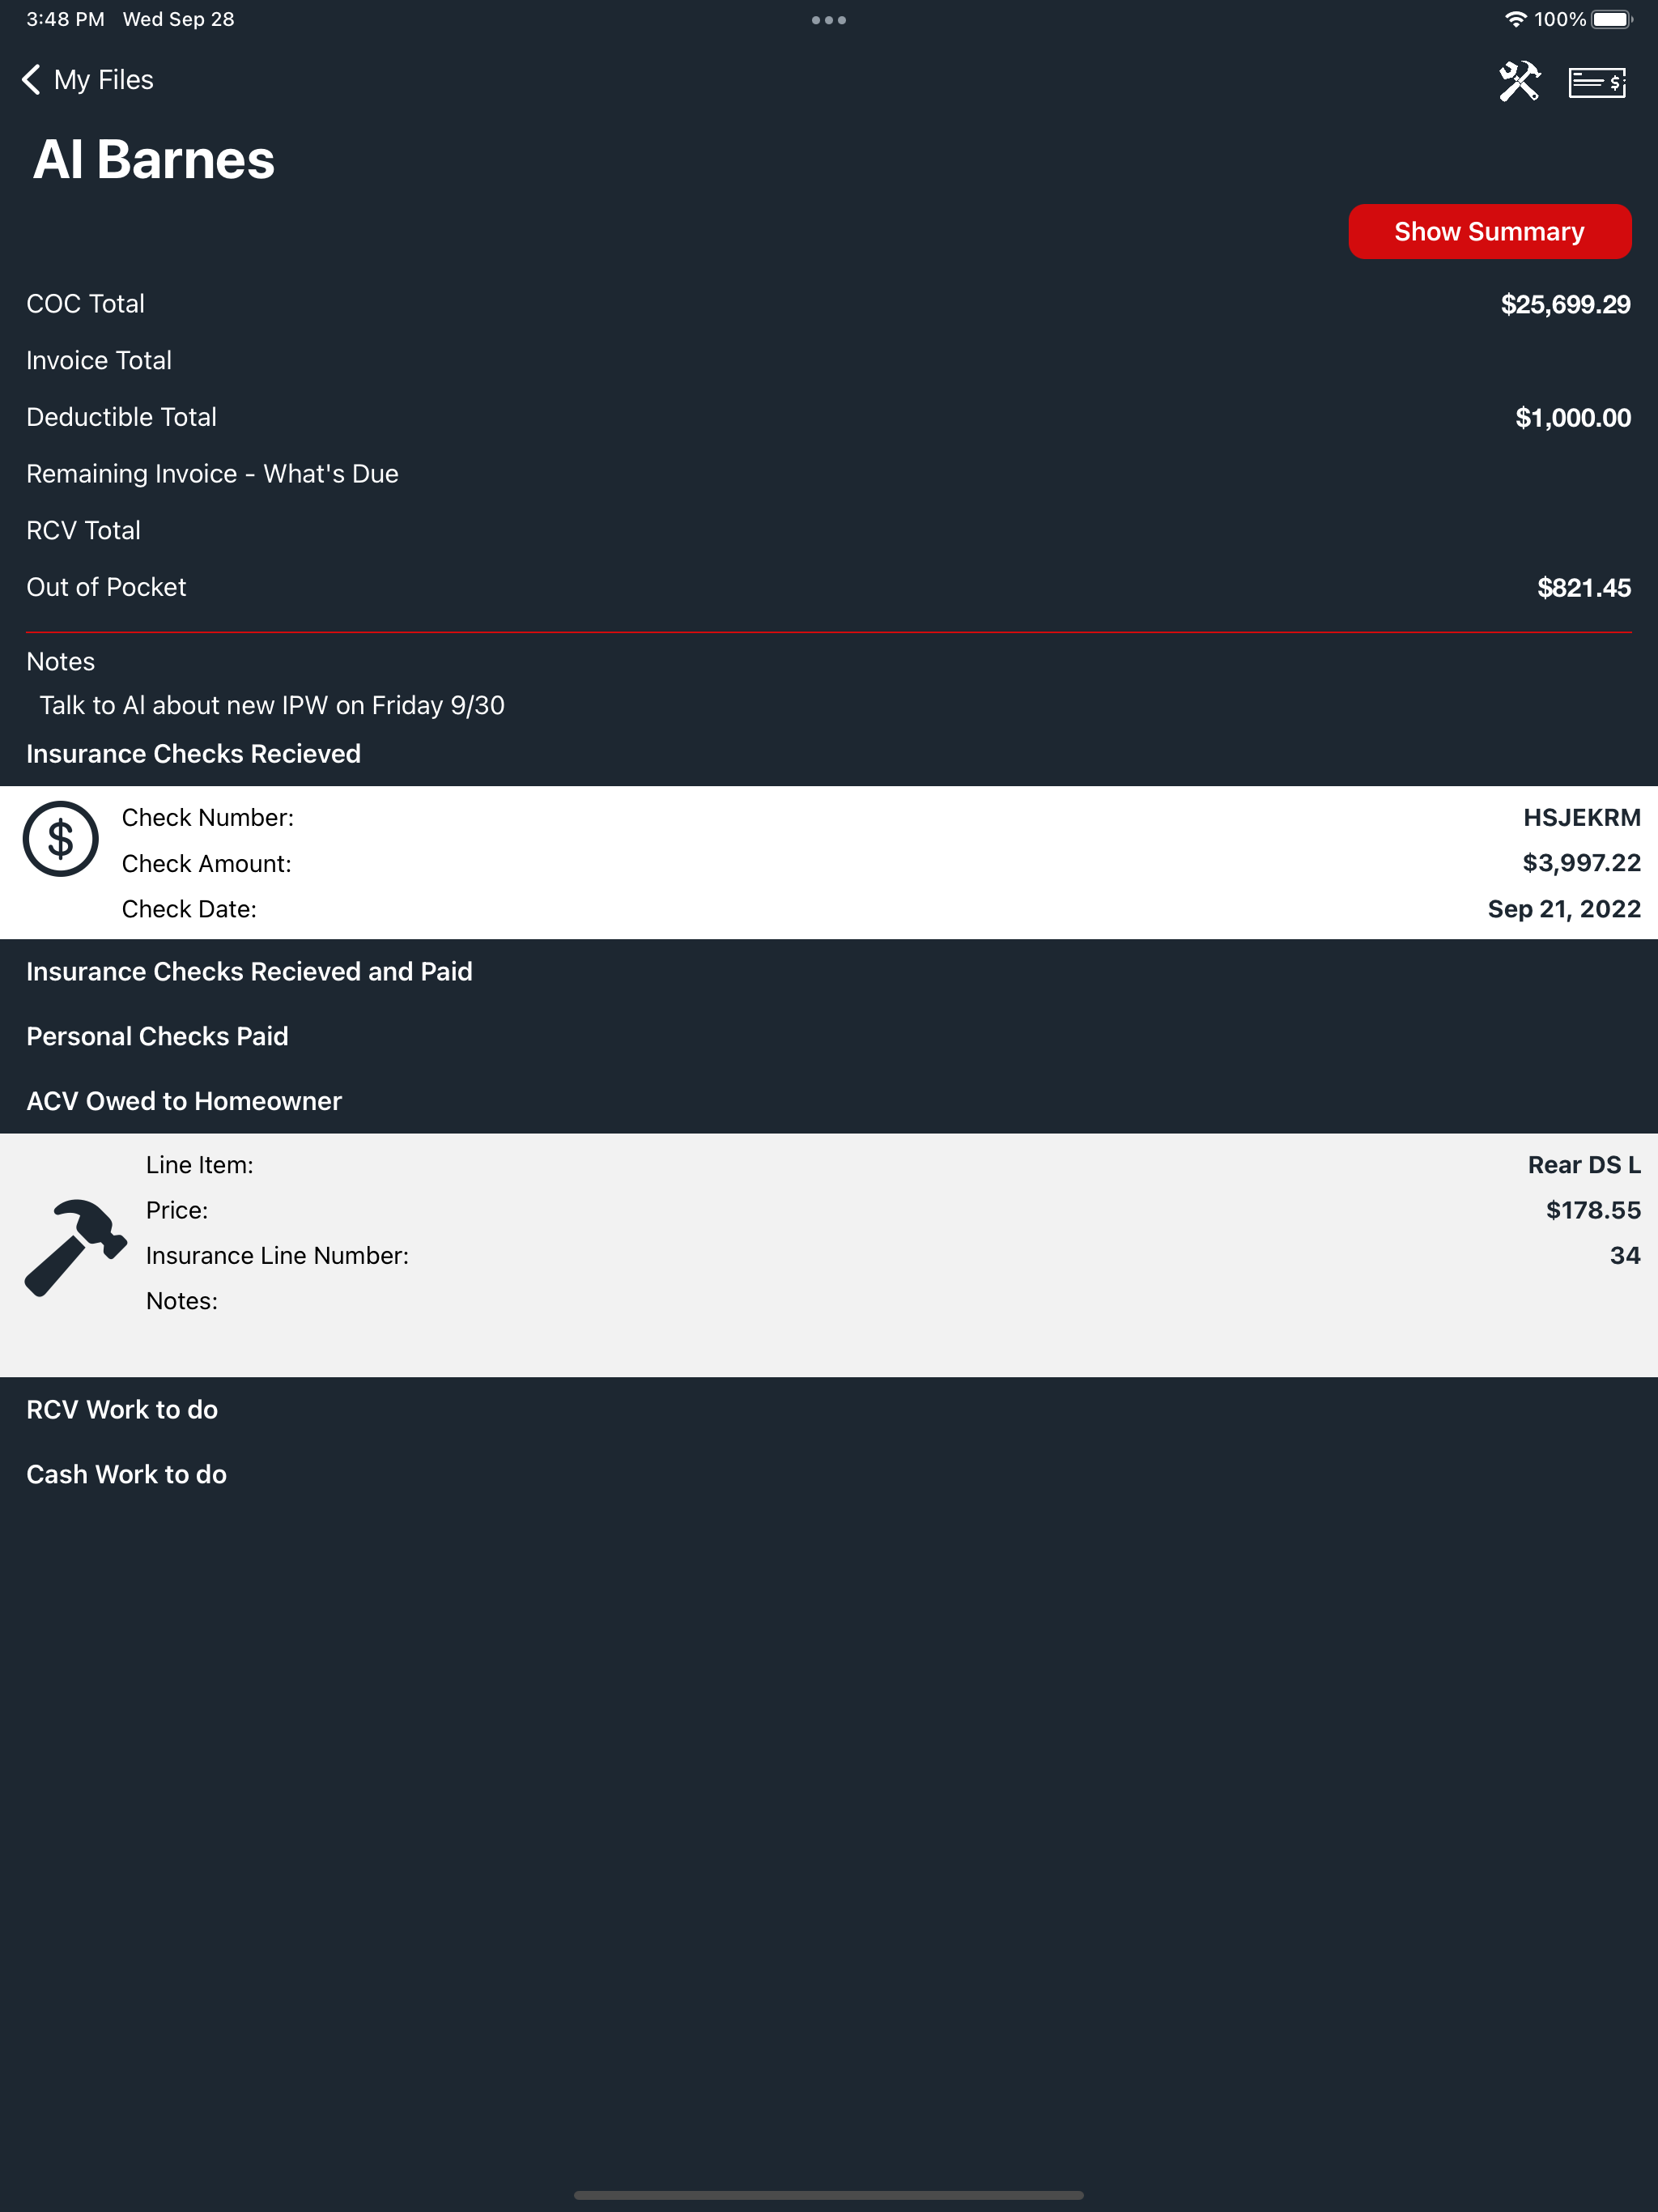 3:48 PM Wed Sep 28
100%
My Files
$
Al Barnes
Show Summary
COC Total $25,699.29
Invoice Total
Deductible Total $1,000.00
Remaining Invoice - What's Due
RCV Total
Out of Pocket $821.45
Notes
Talk to Al about new IPW on Friday 9/30
Insurance Checks Recieved
$
Check Number: HSJEKRM
Check Amount: $3,997.22
Check Date: Sep 21, 2022
Insurance Checks Recieved and Paid
Personal Checks Paid
ACV Owed to Homeowner
Line Item: Rear DS L
Price: $178.55
Insurance Line Number: 34
Notes:
RCV Work to do
Cash Work to do